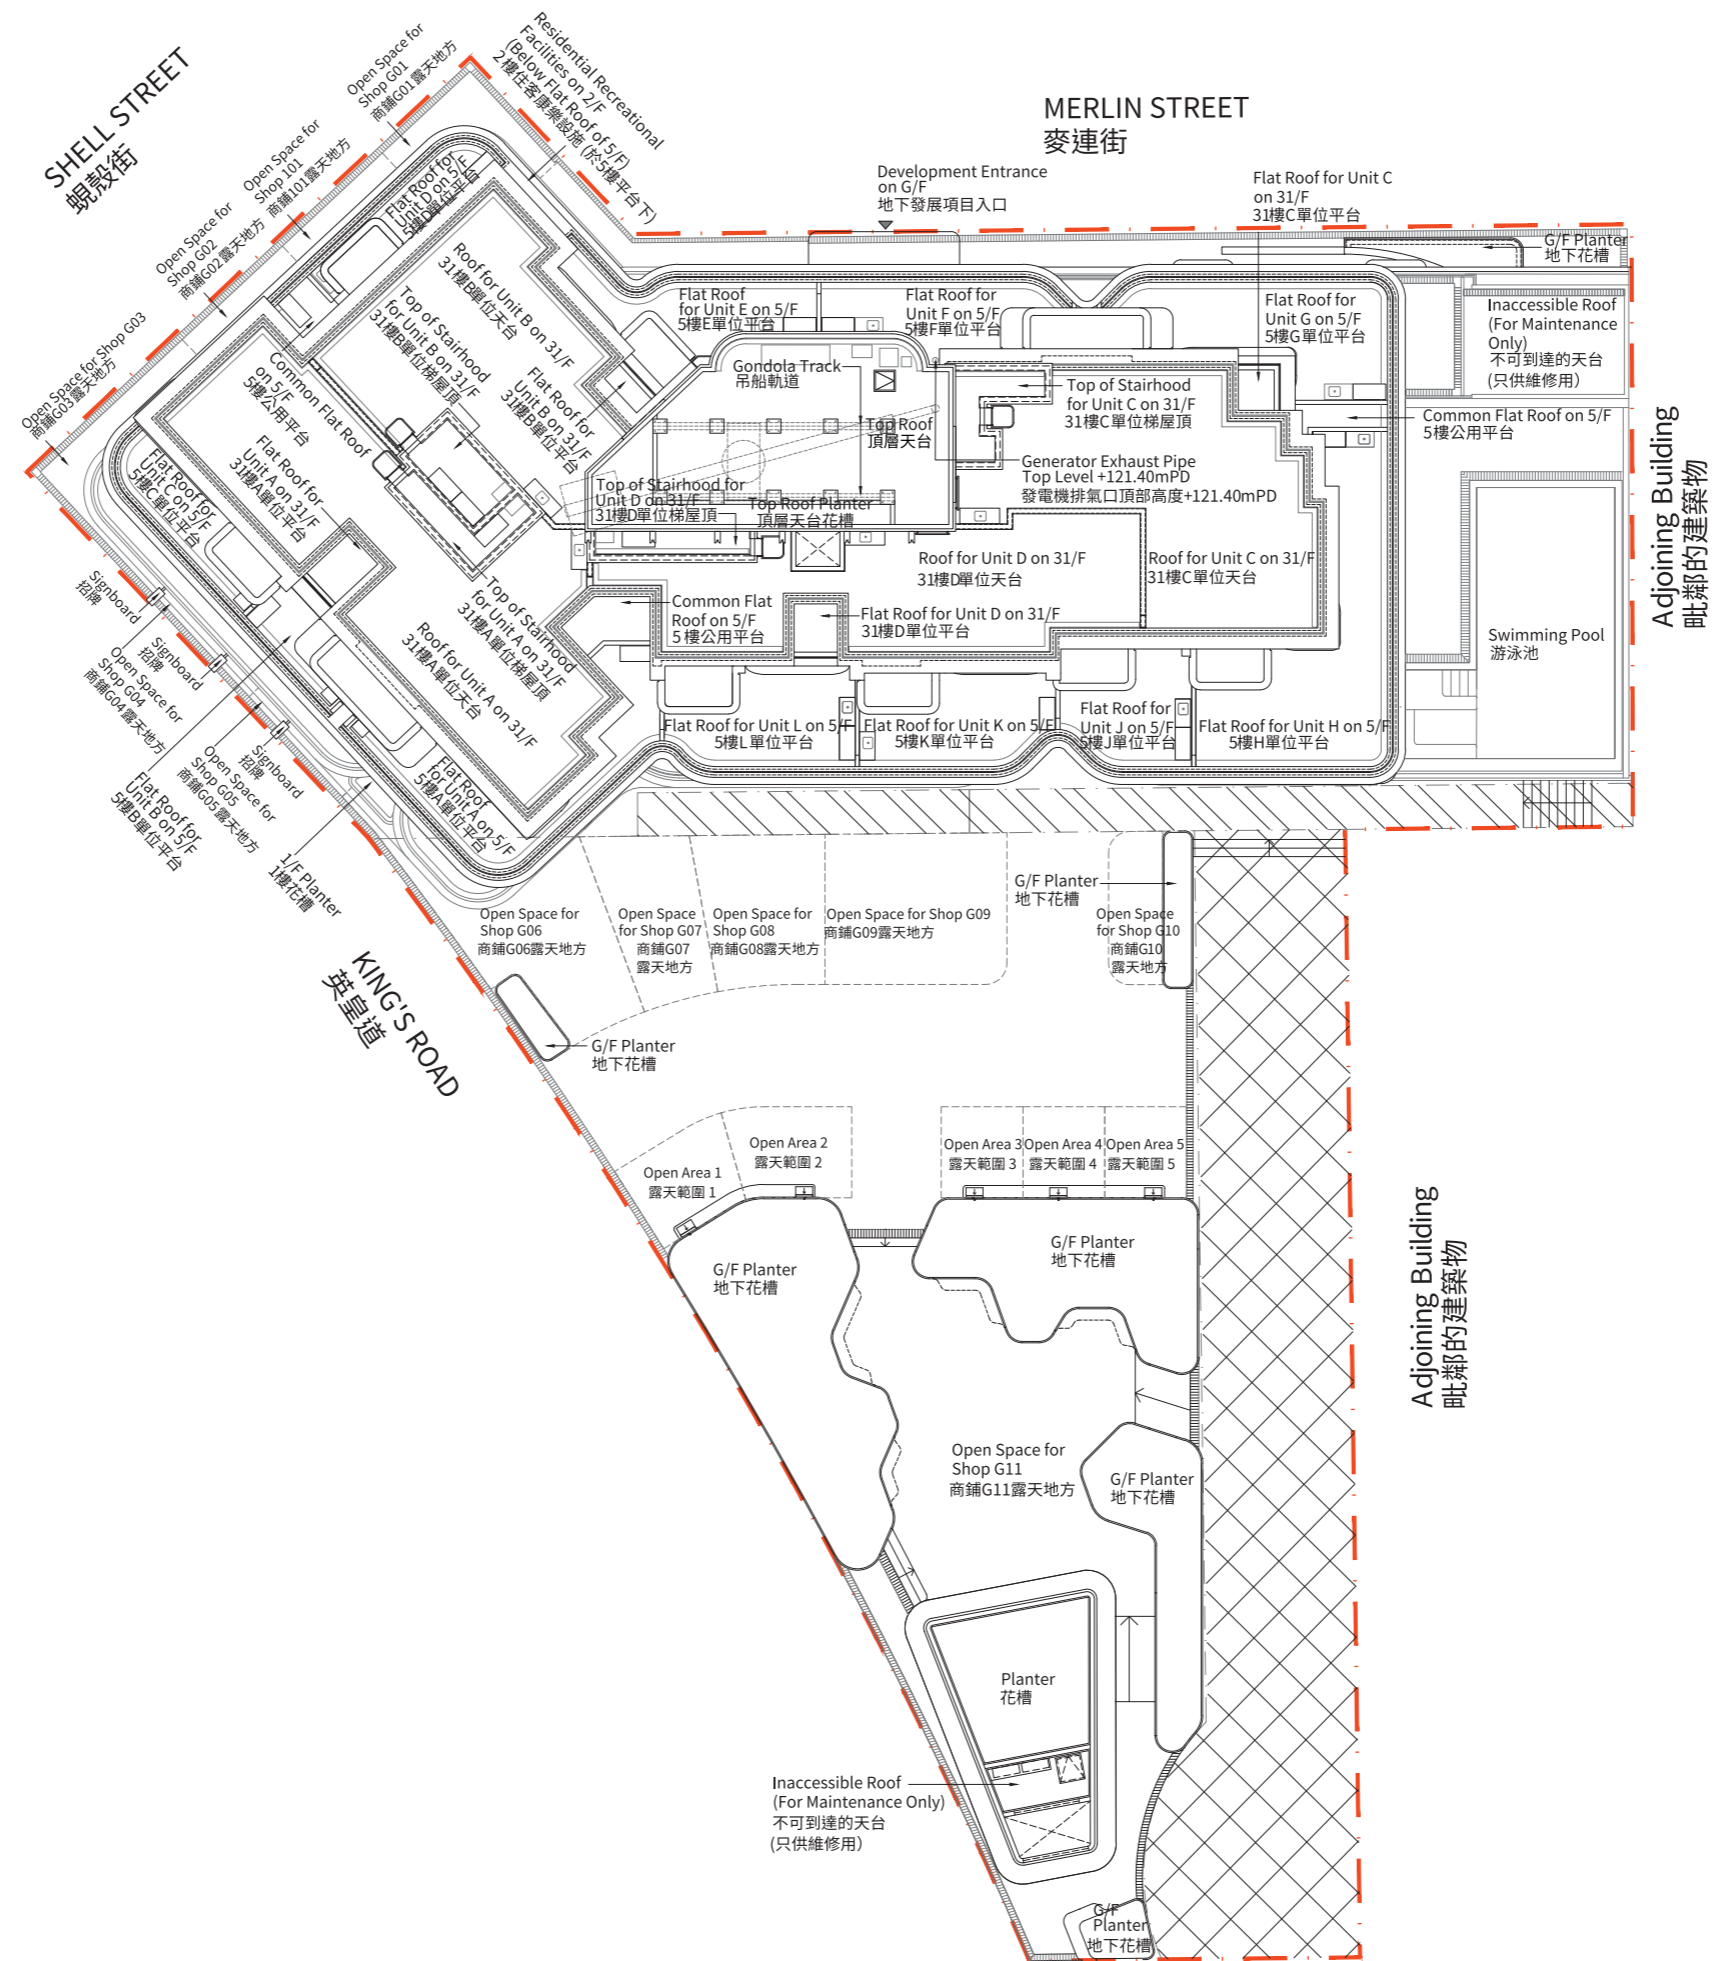 SHELL STREET
蜆殼街
Open Space for
Shop G01
商鋪G01露天地方
Residential Recreational
Facilities on 2/F
(Below Flat Roof of 5/F)
2樓住客康樂設施 (於5樓平台下)
Open Space for
Shop 101
商鋪101露天地方
Open Space for
Shop G02
商鋪G02露天地方
Open Space for Shop G03
商鋪G03露天地方
MERLIN STREET
麥連街
Development Entrance
on G/F
地下發展項目入口
Flat Roof for Unit C
on 31/F
31樓C單位平台
G/F Planter
地下花槽
Flat Roof for
Unit D on 5/F
5樓D單位平台
Roof for Unit B on 31/F
31樓B單位天台
Top of Stairhood
for Unit B on 31/F
31樓B單位梯屋頂
Flat Roof for
Unit B on 31/F
31樓B單位平台
Common Flat Roof
on 5/F
5樓公用平台
Flat Roof for
Unit A on 31/F
31樓A單位平台
Flat Roof for
Unit C on 5/F
5樓C單位平台
Flat Roof
for Unit E on 5/F
5樓E單位平台
Flat Roof for
Unit F on 5/F
5樓F單位平台
Flat Roof for
Unit G on 5/F
5樓G單位平台
Inaccessible Roof
(For Maintenance
Only)
不可到達的天台
(只供維修用)
Gondola Track
吊船軌道
Top Roof
頂層天台
Top of Stairhood
for Unit C on 31/F
31樓C單位梯屋頂
Common Flat Roof on 5/F
5樓公用平台
Generator Exhaust Pipe
Top Level +121.40mPD
發電機排氣口頂部高度+121.40mPD
Top of Stairhood for
Unit D on 31/F
31樓D單位梯屋頂
Top Roof Planter
頂層天台花槽
Roof for Unit D on 31/F
31樓D單位天台
Roof for Unit C on 31/F
31樓C單位天台
Adjoining Building
毗鄰的建築物
Swimming Pool
游泳池
Common Flat
Roof on 5/F
5樓公用平台
Flat Roof for Unit D on 31/F
31樓D單位平台
Top of Stairhood
for Unit A on 31/F
31樓A單位梯屋頂
Roof for Unit A on 31/F
31樓A單位天台
Signboard
招牌
Signboard
招牌
Open Space for
Shop G04
商鋪G04露天地方
Signboard
招牌
Open Space for
Shop G05
商鋪G05露天地方
Flat Roof for
Unit B on 5/F
5樓B單位平台
Flat Roof
for Unit A on 5/F
5樓A單位平台
1/F Planter
1樓花槽
Flat Roof for Unit L on 5/F
5樓L單位平台
Flat Roof for Unit K on 5/F
5樓K單位平台
Flat Roof for
Unit J on 5/F
5樓J單位平台
Flat Roof for Unit H on 5/F
5樓H單位平台
KING'S ROAD
英皇道
Open Space for
Shop G06
商鋪G06露天地方
Open Space
for Shop G07
商鋪G07
露天地方
Open Space for
Shop G08
商鋪G08露天地方
Open Space for Shop G09
商鋪G09露天地方
G/F Planter
地下花槽
Open Space
for Shop G10
商鋪G10
露天地方
G/F Planter
地下花槽
Open Area 1
露天範圍 1
Open Area 2
露天範圍 2
Open Area 3
露天範圍 3
Open Area 4
露天範圍 4
Open Area 5
露天範圍 5
G/F Planter
地下花槽
G/F Planter
地下花槽
Adjoining Building
毗鄰的建築物
Open Space for
Shop G11
商鋪G11露天地方
G/F Planter
地下花槽
Planter
花槽
Inaccessible Roof
(For Maintenance Only)
不可到達的天台
(只供維修用)
G/F
Planter
地下花槽